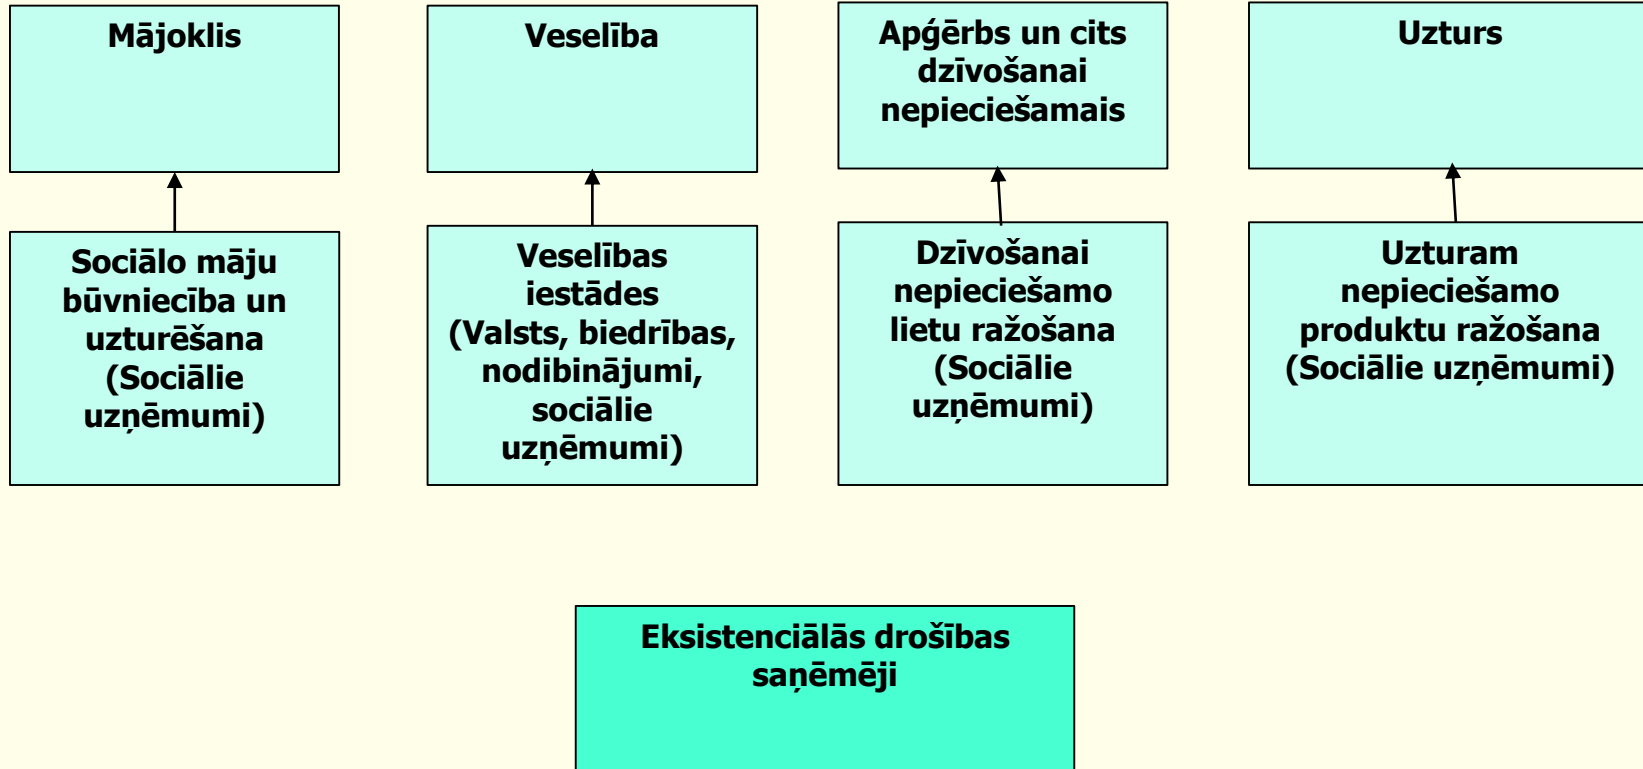 Mājoklis
Veselība
Apģērbs un cits
dzīvošanai
nepieciešamais
Uzturs
Sociālo māju
būvniecība un
uzturēšana
(Sociālie
uzņēmumi)
Veselības
iestādes
(Valsts, biedrības,
nodibinājumi,
sociālie
uzņēmumi)
Dzīvošanai
nepieciešamo
lietu ražošana
(Sociālie
uzņēmumi)
Uzturam
nepieciešamo
produktu ražošana
(Sociālie uzņēmumi)
Eksistenciālās drošības
saņēmēji